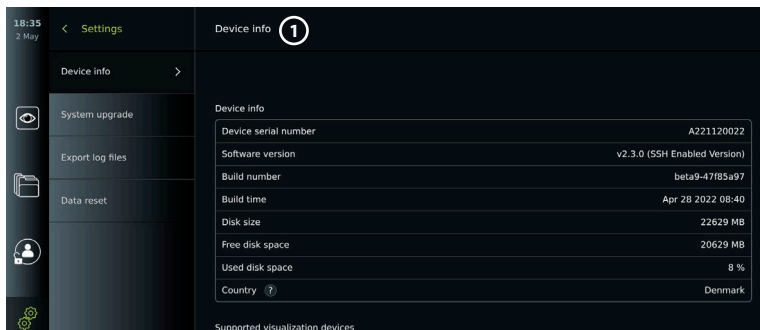 18:35
2 May
Settings
Device info
1
Device info
System upgrade
Export log files
Data reset
Device info
Device serial number A221120022
Software version v2.3.0 (SSH Enabled Version)
Build number beta9-47f85a97
Build time Apr 28 2022 08:40
Disk size 22629 MB
Free disk space 20629 MB
Used disk space 8 %
Country ? Denmark
Supported visualization devices